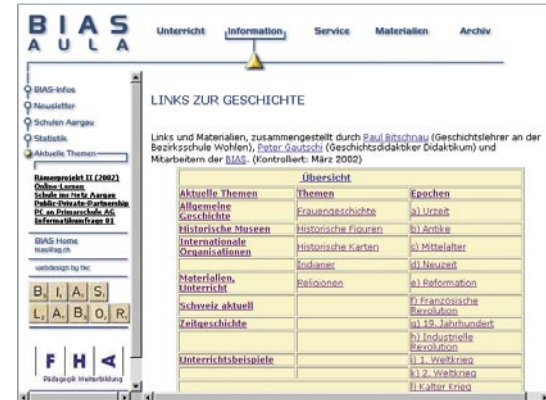 BIAS
AULA
Unterricht Information Service Materialien Archiv
BIAS-Infos
Newsletter
Schulen Aargau
Statistik
Aktuelle Themen
Römerprojekt II (2002)
Online-Lernen
Schule ins Netz Aargau
Public-Private-Partnership
PC an Primarschule AG
Informatikumfrage 01
BIAS Home
bias@ag.ch
webdesign by tkc
B, I, A, S,
L, A, B, O, R,
F H A
Pädagogik Weiterbildung
LINKS ZUR GESCHICHTE
Links und Materialien, zusammengestellt durch Paul Bitschnau (Geschichtslehrer an der
Bezirksschule Wohlen), Peter Gautschi (Geschichtsdidaktiker Didaktikum) und
Mitarbeitern der BIAS. (Kontrolliert: März 2002)
Übersicht
Aktuelle Themen Themen Epochen
Allgemeine
Geschichte Frauengeschichte a) Urzeit
Historische Museen Historische Figuren b) Antike
Internationale
Organisationen Historische Karten c) Mittelalter
Indianer d) Neuzeit
Materialien,
Unterricht Religionen e) Reformation
Schweiz aktuell f) Französische
Revolution
Zeitgeschichte g) 19. Jahrhundert
h) Industrielle
Revolution
Unterrichtsbeispiele i) 1. Weltkrieg
k) 2. Weltkrieg
l) Kalter Krieg